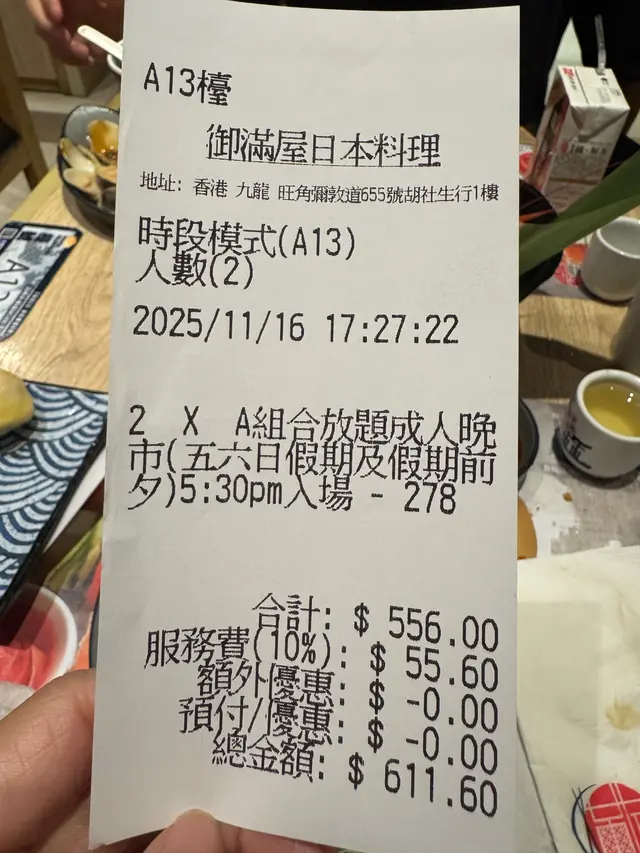 A13檯
御滿屋日本料理
地址: 香港 九龍 旺角彌敦道655號胡社生行1樓
時段模式(A13)
人數(2)
2025/11/16 17:27:22
2 X A組合放題成人晚
市(五六日假期及假期前
夕)5:30pm入場 - 278
合計: $ 556.00
服務費(10%): $ 55.60
額外優惠: $ -0.00
預付/優惠: $ -0.00
總金額: $ 611.60